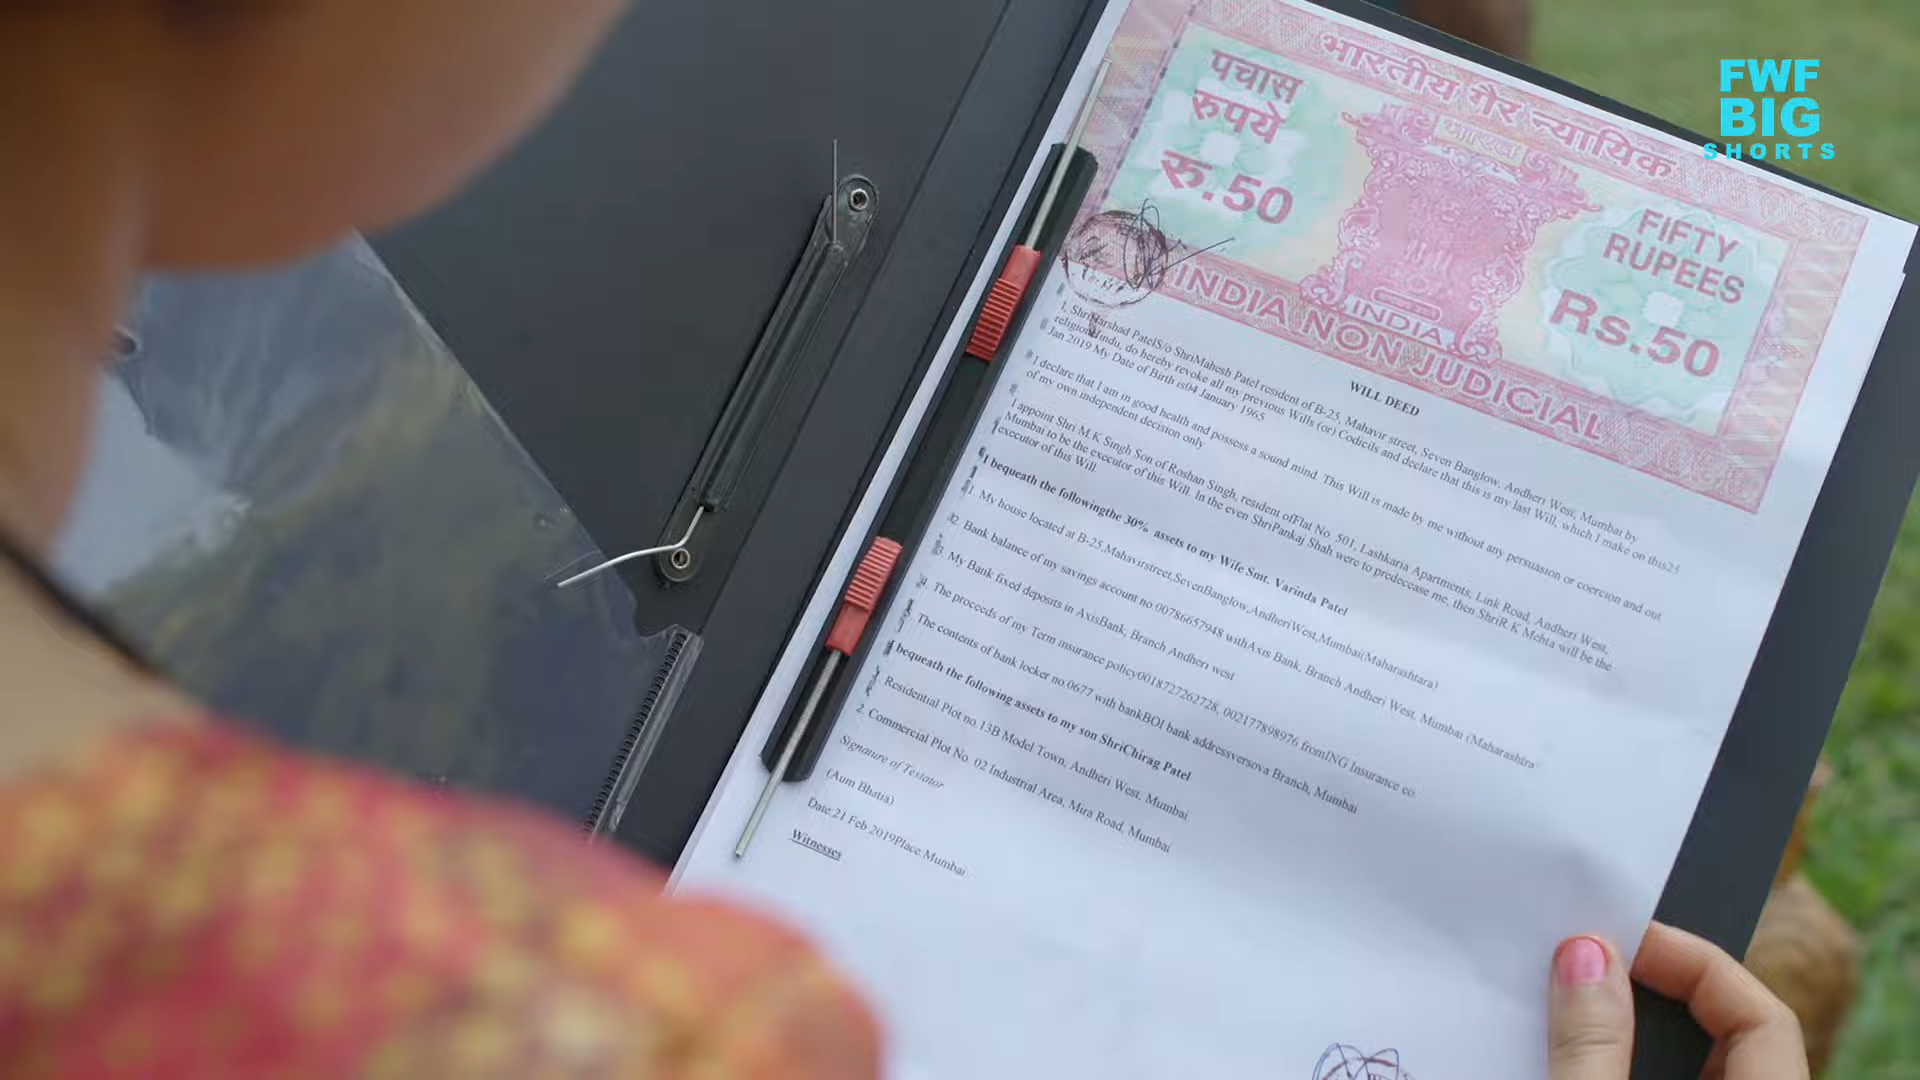 FWF
BIG
SHORTS
भारतीय गैर न्यायिक
पचास
रुपये
रु.50
भारत
FIFTY
RUPEES
Rs.50
INDIA
INDIA NON JUDICIAL
WILL DEED
I, ShriHarshad PatelS/o ShriMahesh Patel resident of B-25, Mahavir street, Seven Banglow, Andheri West, Mumbai by
religionHindu, do hereby revoke all my previous Wills (or) Codicils and declare that this is my last Will, which I make on this25
Jan 2019 My Date of Birth is04 January 1965
I declare that I am in good health and possess a sound mind. This Will is made by me without any persuasion or coercion and out
of my own independent decision only
I appoint Shri M.K Singh Son of Roshan Singh, resident ofFlat No. 501, Lashkaria Apartments, Link Road, Andheri West,
Mumbai to be the executor of this Will. In the even ShriPankaj Shah were to predecease me, then ShriR.K Mehta will be the
executor of this Will
I bequeath the followingthe 30% assets to my Wife Smt. Varinda Patel
1. My house located at B-25,Mahavirstreet,SevenBanglow,AndheriWest,Mumbai(Maharashtara)
2. Bank balance of my savings account no.00786657948 withAxis Bank, Branch Andheri West, Mumbai (Maharashtra
3. My Bank fixed deposits in AxisBank, Branch Andheri west
4. The proceeds of my Term insurance policy0018727262728, 002177898976 fromING Insurance co.
The contents of bank locker no.0677 with bankBOI bank addressversova Branch, Mumbai
I bequeath the following assets to my son ShriChirag Patel
Residential Plot no.13B Model Town, Andheri West, Mumbai
2. Commercial Plot No. 02 Industrial Area, Mira Road, Mumbai
Signature of Testator
(Aum Bhatia)
Date;21 Feb 2019Place.Mumbai
Witnesses